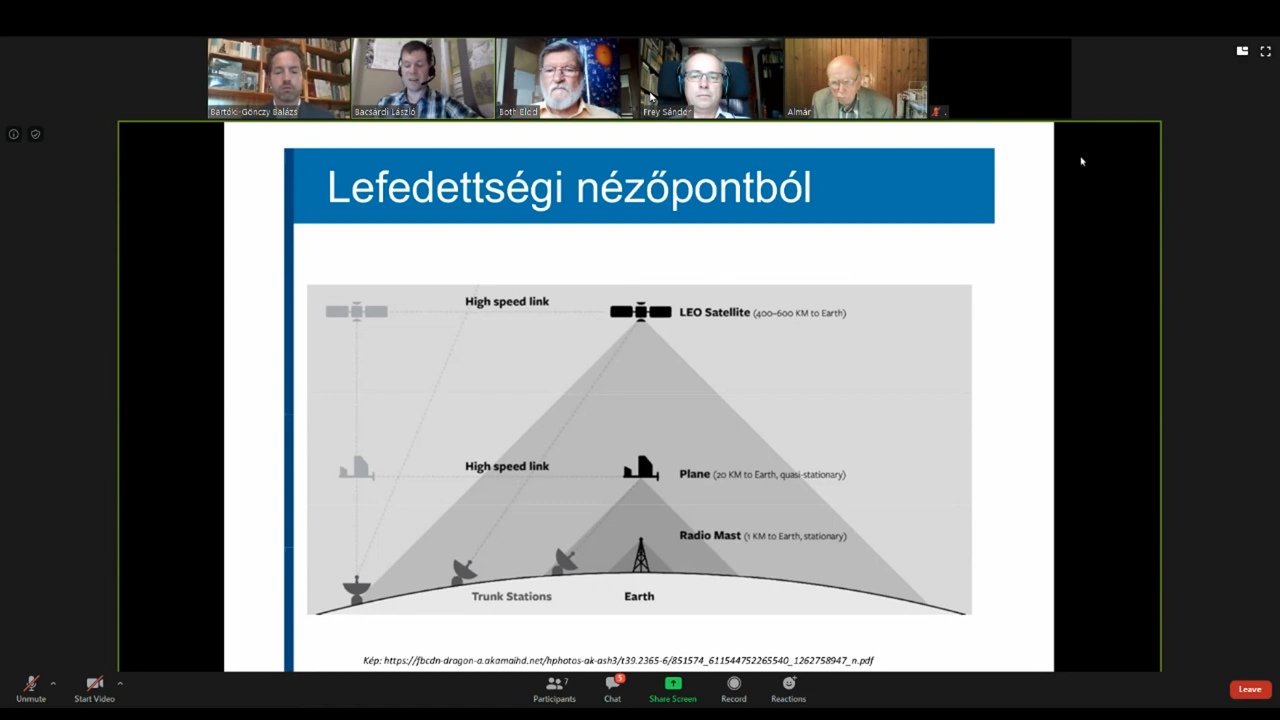 Bartók-Gönczy Balázs
Bacsárdi László
Both Előd
Frey Sándor
Almár
Lefedettségi nézőpontból
High speed link
LEO Satellite (400–600 KM to Earth)
High speed link
Plane (20 KM to Earth, quasi-stationary)
Radio Mast (1 KM to Earth, stationary)
Trunk Stations
Earth
Kép: https://fbcdn-dragon-a.akamaihd.net/hphotos-ak-ash3/t39.2365-6/851574_611544752265540_1262758947_n.pdf
Unmute
Start Video
Participants
7
Chat
5
Share Screen
Record
Reactions
Leave